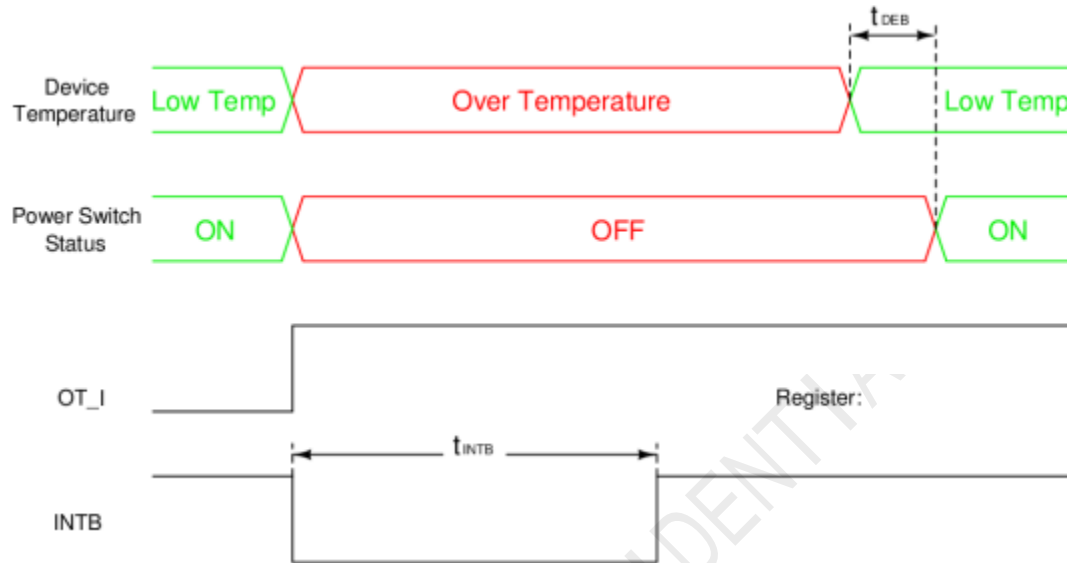 tDEB
Device
Temperature
Low Temp
Over Temperature
Low Temp
Power Switch
Status
ON
OFF
ON
OT_I
Register:
tINTB
INTB